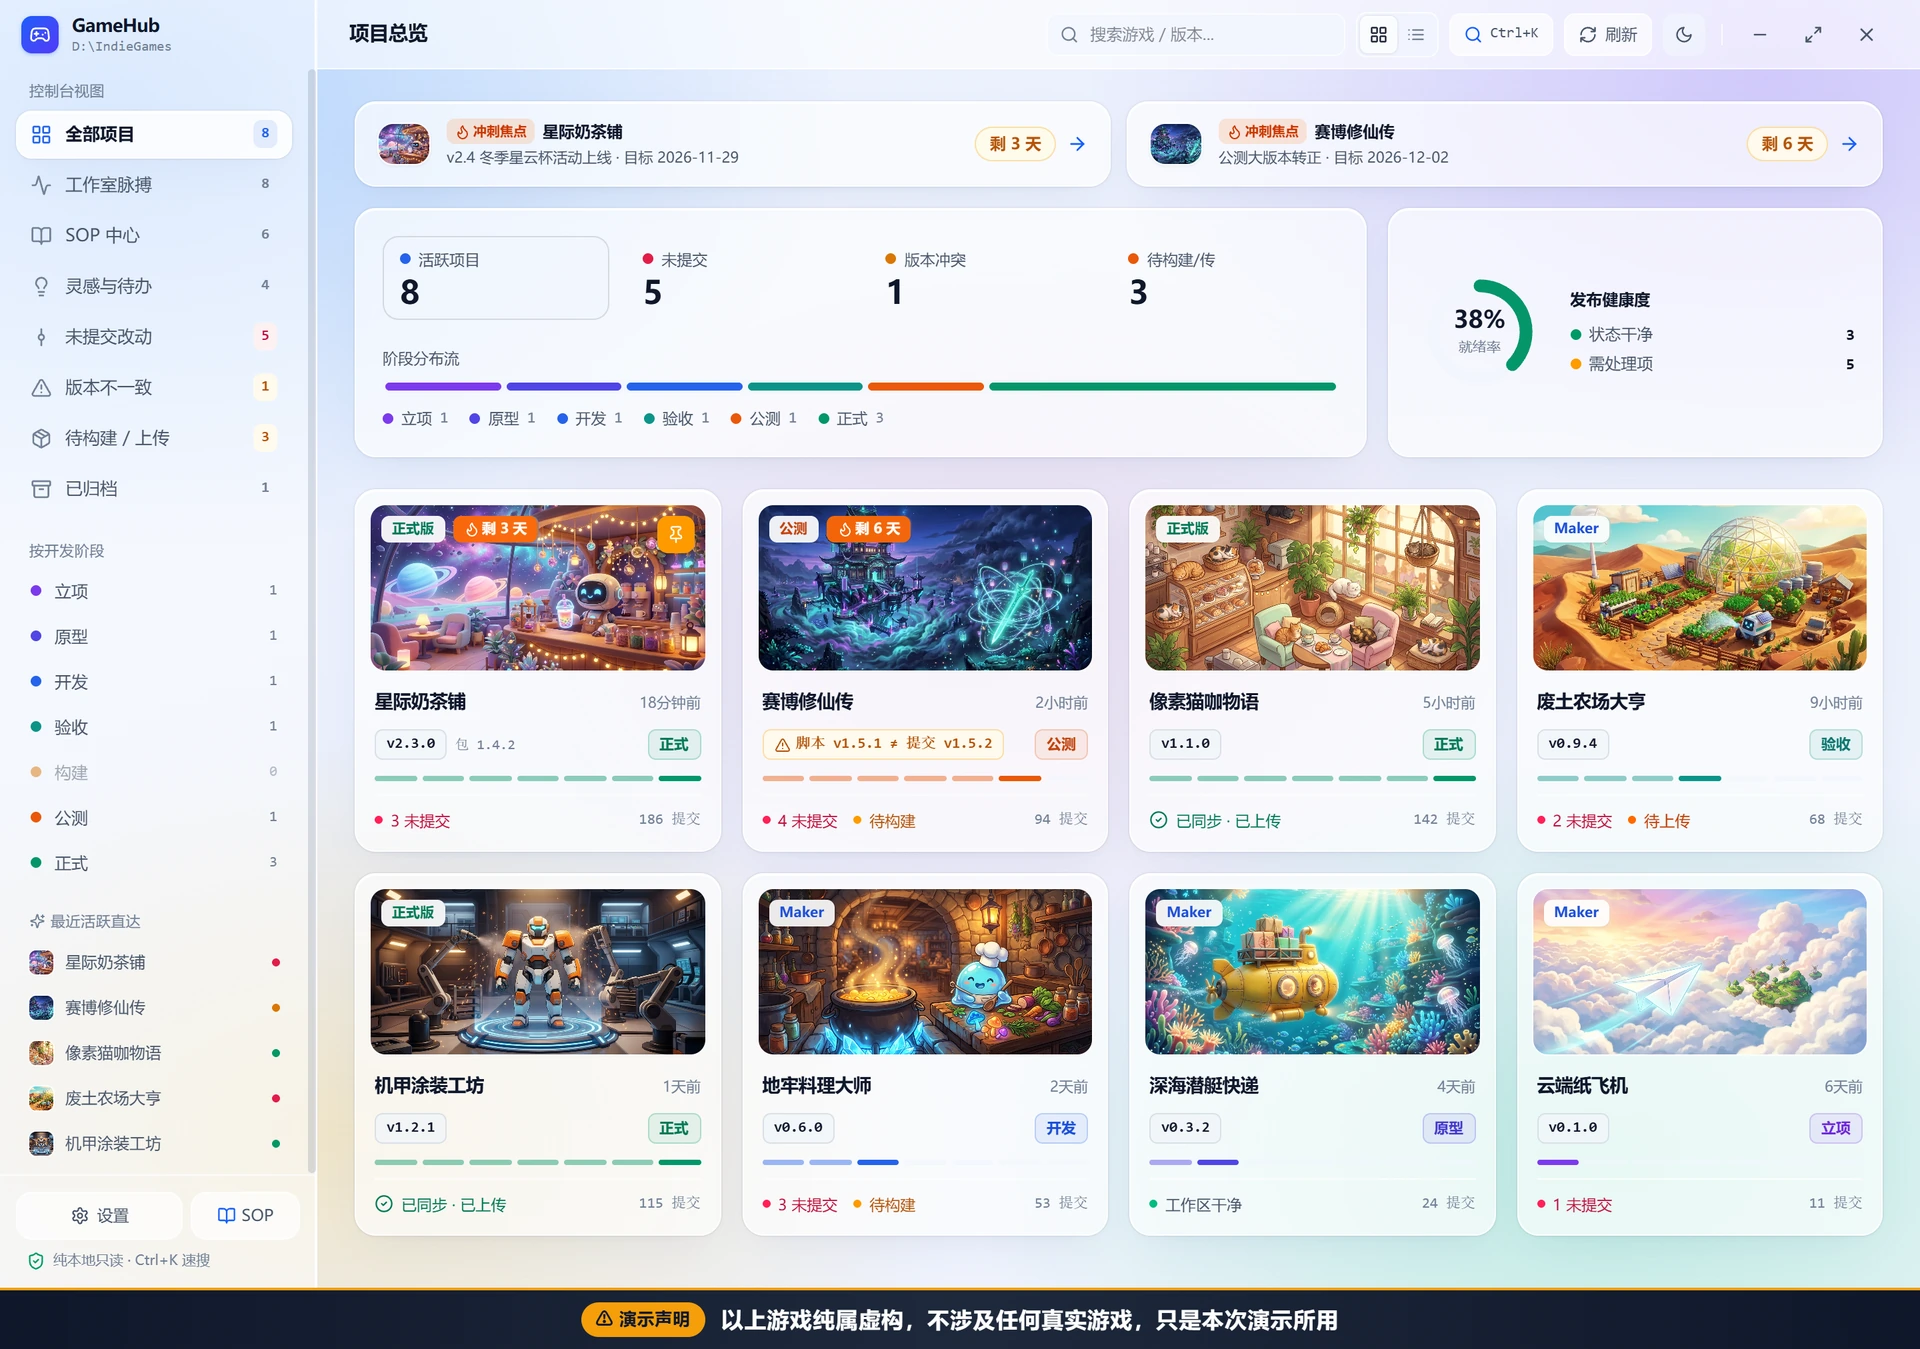 GameHub
D:\IndieGames
控制台视图
全部项目 8
工作室脉搏 8
SOP 中心 6
灵感与待办 4
未提交改动 5
版本不一致 1
待构建 / 上传 3
已归档 1
按开发阶段
立项 1
原型 1
开发 1
验收 1
构建 0
公测 1
正式 3
最近活跃直达
星际奶茶铺
赛博修仙传
像素猫咖物语
废土农场大亨
机甲涂装工坊
设置
SOP
纯本地只读 · Ctrl+K 速搜
项目总览
搜索游戏 / 版本...
Ctrl+K
刷新
冲刺焦点 星际奶茶铺
v2.4 冬季星云杯活动上线 · 目标 2026-11-29
剩 3 天
冲刺焦点 赛博修仙传
公测大版本转正 · 目标 2026-12-02
剩 6 天
活跃项目
8
未提交
5
版本冲突
1
待构建/传
3
阶段分布流
立项 1 原型 1 开发 1 验收 1 公测 1 正式 3
38%
就绪率
发布健康度
状态干净 3
需处理项 5
正式版 剩 3 天
星际奶茶铺 18分钟前
v2.3.0 包 1.4.2 正式
3 未提交 186 提交
公测 剩 6 天
赛博修仙传 2小时前
脚本 v1.5.1 ≠ 提交 v1.5.2 公测
4 未提交 待构建 94 提交
正式版
像素猫咖物语 5小时前
v1.1.0 正式
已同步 · 已上传 142 提交
Maker
废土农场大亨 9小时前
v0.9.4 验收
2 未提交 待上传 68 提交
正式版
机甲涂装工坊 1天前
v1.2.1 正式
已同步 · 已上传 115 提交
Maker
地牢料理大师 2天前
v0.6.0 开发
3 未提交 待构建 53 提交
Maker
深海潜艇快递 4天前
v0.3.2 原型
工作区干净 24 提交
Maker
云端纸飞机 6天前
v0.1.0 立项
1 未提交 11 提交
演示声明 以上游戏纯属虚构，不涉及任何真实游戏，只是本次演示所用